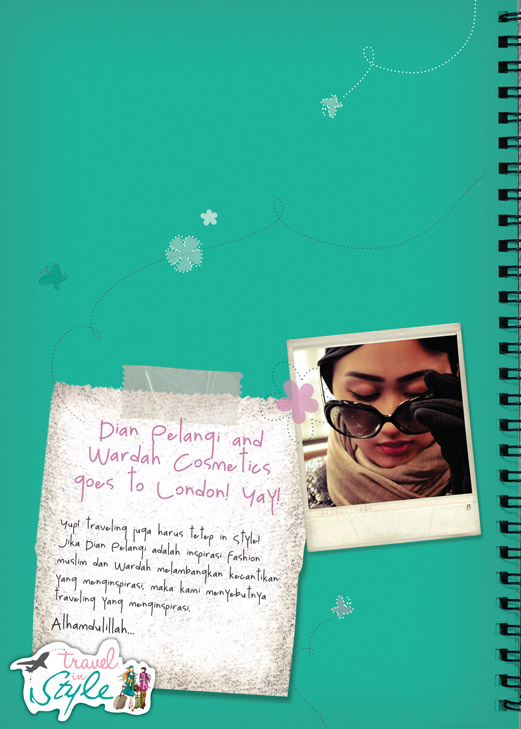 Dian Pelangi and
Wardah Cosmetics
goes to London! Yay!
Yup! traveling juga harus tetep in style!
Jika Dian Pelangi adalah inspirasi fashion
muslim dan Wardah melambangkan kecantikan
yang menginspirasi, maka kami menyebutnya
traveling yang menginspirasi.
Alhamdulillah...
travel
in
Style
8